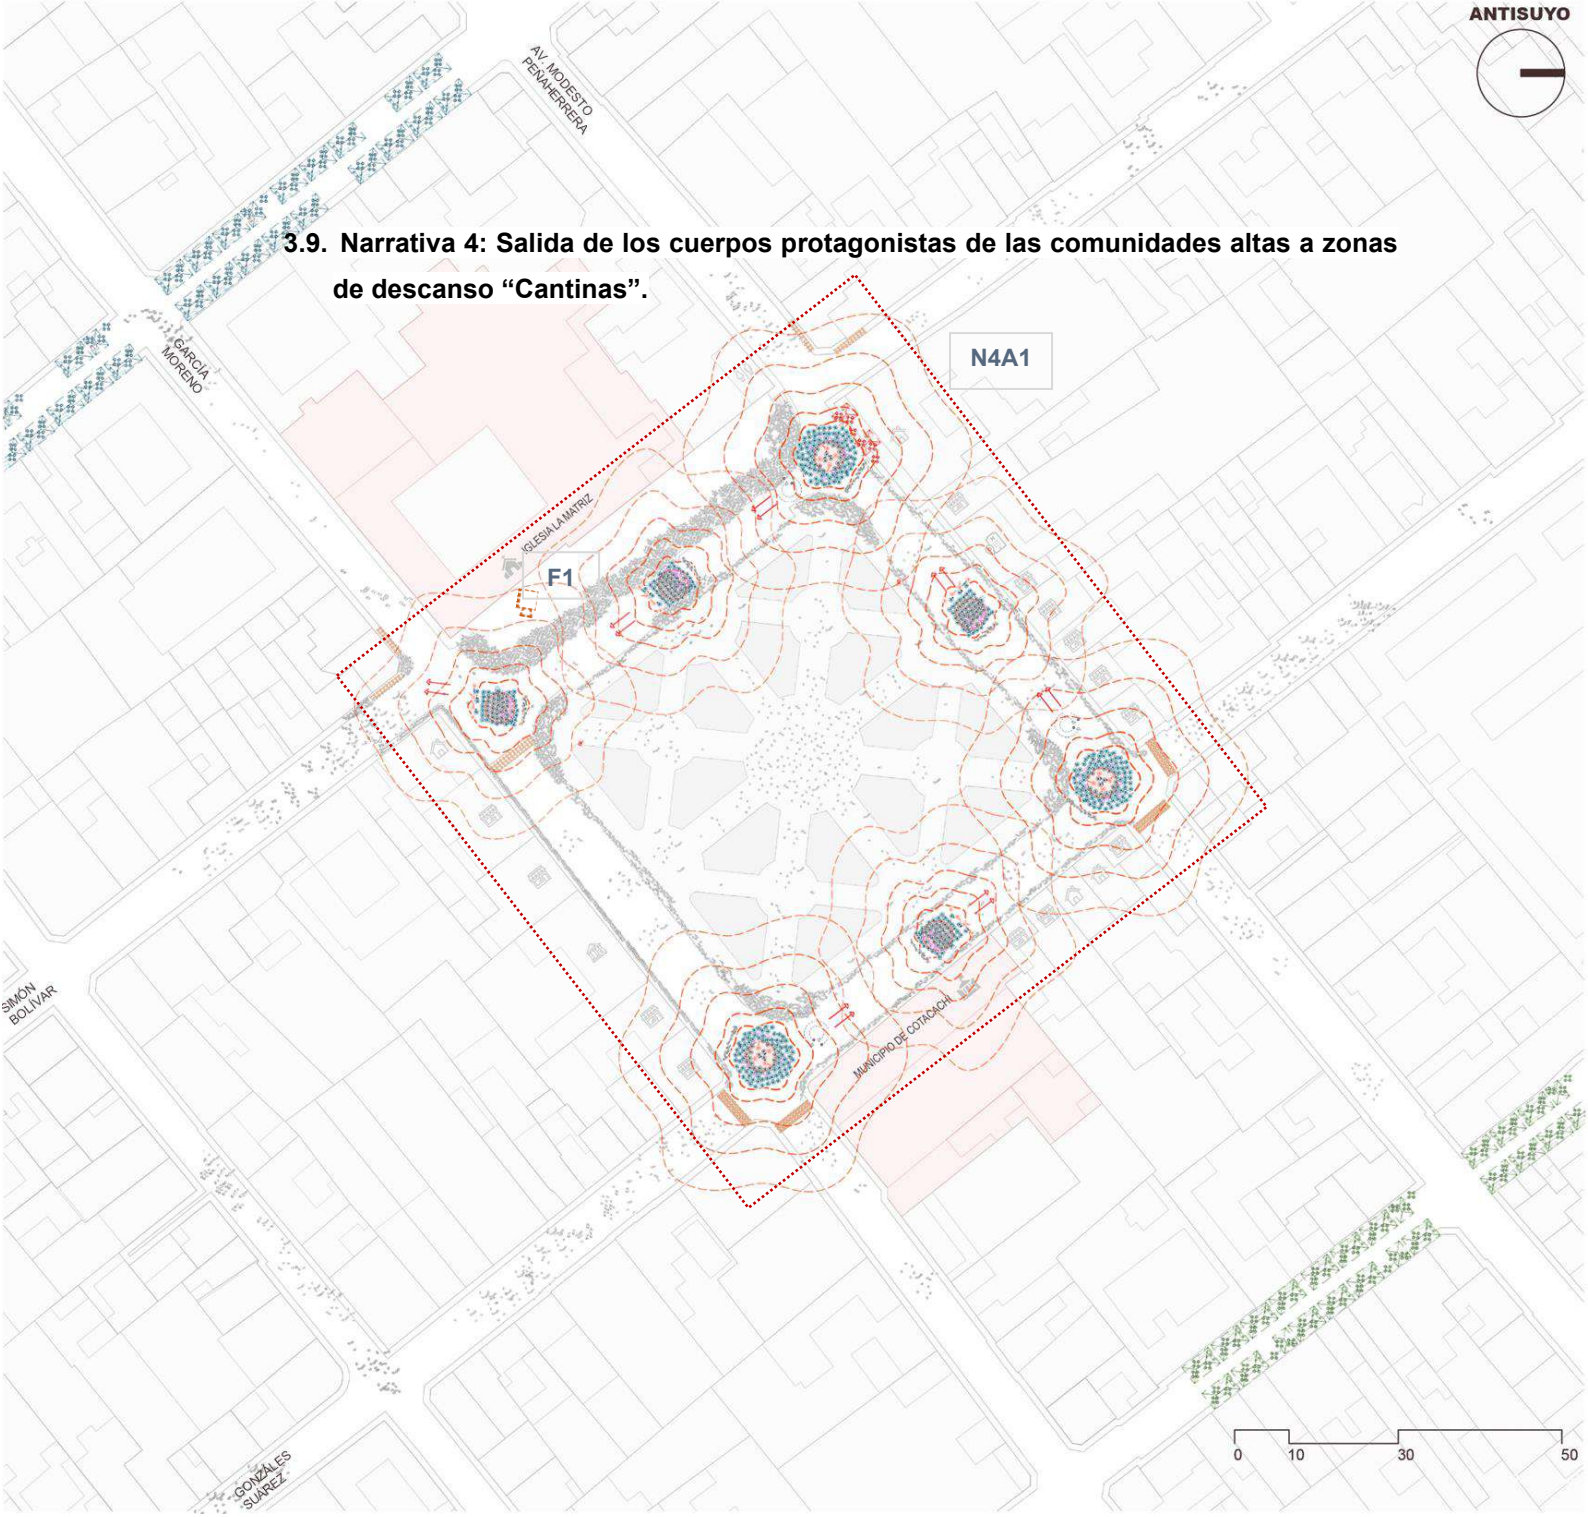 ANTISUYO
AV. MODESTO
PEÑAHERRERA
3.9. Narrativa 4: Salida de los cuerpos protagonistas de las comunidades altas a zonas
de descanso “Cantinas”.
GARCÍA
MORENO
N4A1
IGLESIA LA MATRIZ
F1
SIMÓN
BOLÍVAR
MUNICIPIO DE COTACACHI
GONZÁLES
SUÁREZ
0 10 30 50